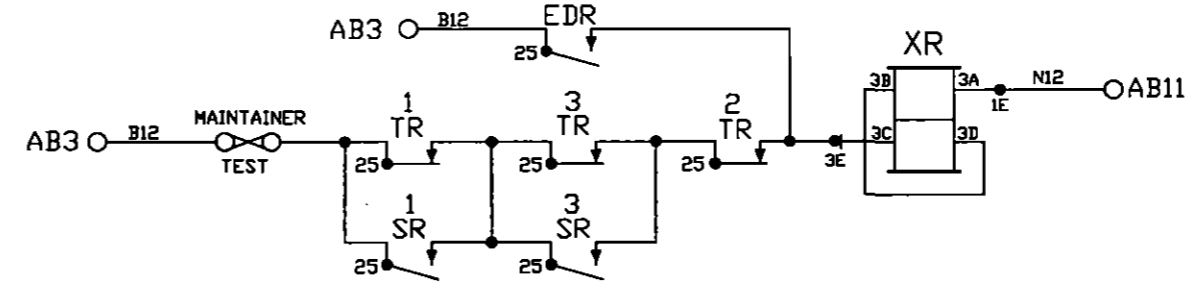 AB3 B12 EDR 25
XR
3B 3A N12 AB11
1E
AB3 B12 MAINTAINER TEST
1 TR 25
3 TR 25
2 TR 25
3E 3C 3D
1 SR 25
3 SR 25